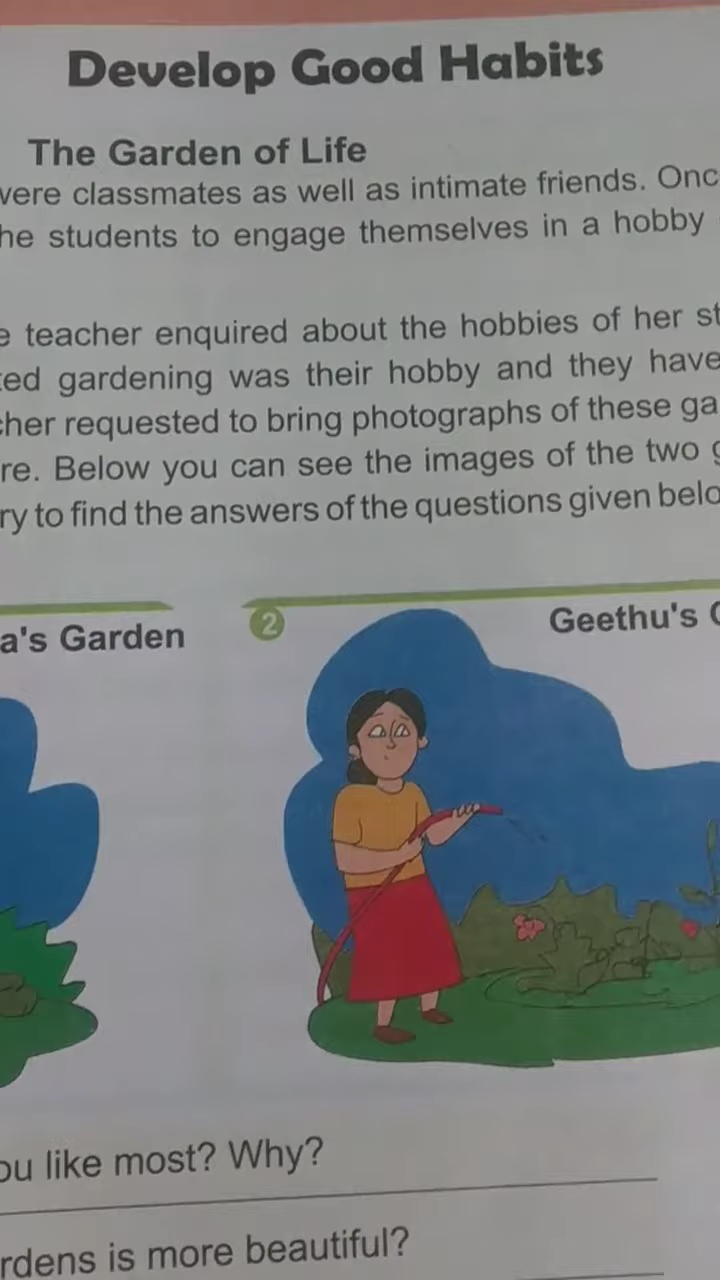 Develop Good Habits
The Garden of Life
were classmates as well as intimate friends. Onc
he students to engage themselves in a hobby
e teacher enquired about the hobbies of her st
ted gardening was their hobby and they have
cher requested to bring photographs of these ga
re. Below you can see the images of the two g
ry to find the answers of the questions given belo
a's Garden
2
Geethu's G
ou like most? Why?
rdens is more beautiful?